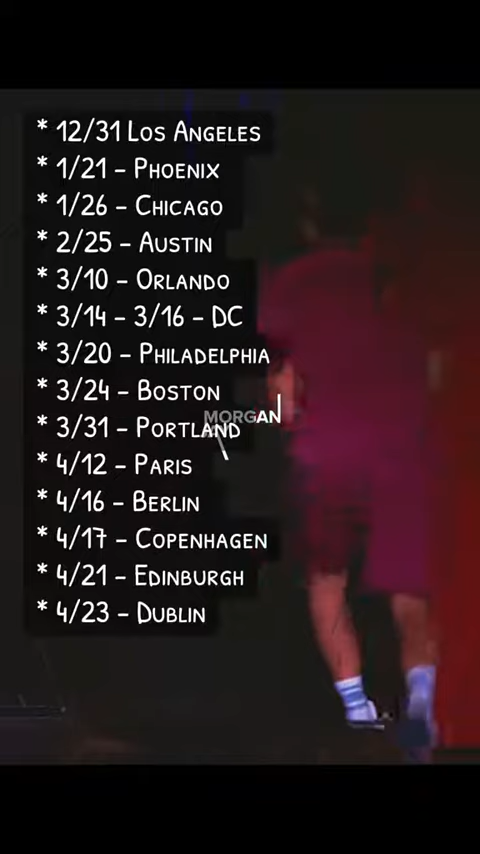 * 12/31 Los Angeles
* 1/21 - Phoenix
* 1/26 - Chicago
* 2/25 - Austin
* 3/10 - Orlando
* 3/14 - 3/16 - DC
* 3/20 - Philadelphia
* 3/24 - Boston
MORGAN
* 3/31 - Portland
* 4/12 - Paris
* 4/16 - Berlin
* 4/17 - Copenhagen
* 4/21 - Edinburgh
* 4/23 - Dublin